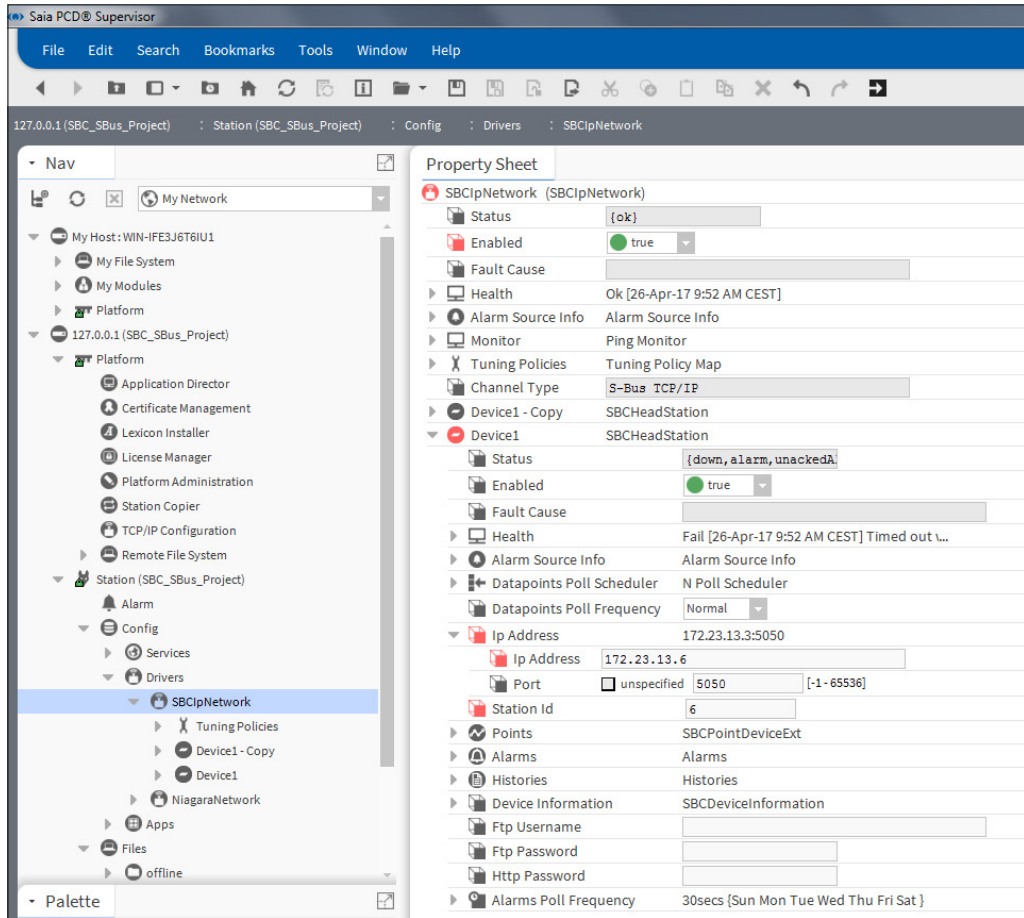 Saia PCD® Supervisor
File Edit Search Bookmarks Tools Window Help
127.0.0.1 (SBC_SBus_Project) : Station (SBC_SBus_Project) : Config : Drivers : SBCIpNetwork
Nav
My Network
My Host : WIN-IFE3J6T6IU1
My File System
My Modules
Platform
127.0.0.1 (SBC_SBus_Project)
Platform
Application Director
Certificate Management
Lexicon Installer
License Manager
Platform Administration
Station Copier
TCP/IP Configuration
Remote File System
Station (SBC_SBus_Project)
Alarm
Config
Services
Drivers
SBCIpNetwork
Tuning Policies
Device1 - Copy
Device1
NiagaraNetwork
Apps
Files
offline
Palette
Property Sheet
SBCIpNetwork (SBCIpNetwork)
Status {ok}
Enabled true
Fault Cause
Health Ok [26-Apr-17 9:52 AM CEST]
Alarm Source Info Alarm Source Info
Monitor Ping Monitor
Tuning Policies Tuning Policy Map
Channel Type S-Bus TCP/IP
Device1 - Copy SBCHeadStation
Device1 SBCHeadStation
Status {down,alarm,unackedA
Enabled true
Fault Cause
Health Fail [26-Apr-17 9:52 AM CEST] Timed out
Alarm Source Info Alarm Source Info
Datapoints Poll Scheduler N Poll Scheduler
Datapoints Poll Frequency Normal
Ip Address 172.23.13.3:5050
Ip Address 172.23.13.6
Port unspecified 5050 [-1 - 65536]
Station Id 6
Points SBCPointDeviceExt
Alarms Alarms
Histories Histories
Device Information SBCDeviceInformation
Ftp Username
Ftp Password
Http Password
Alarms Poll Frequency 30secs {Sun Mon Tue Wed Thu Fri Sat }